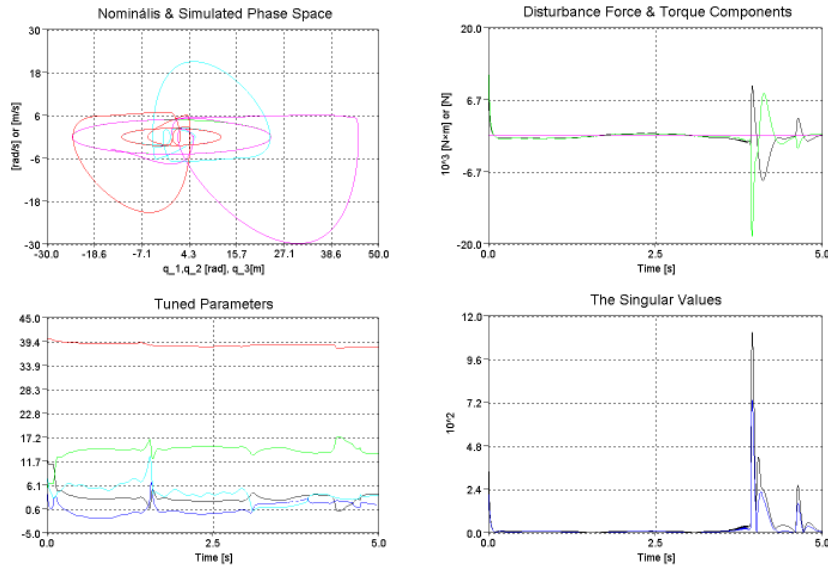 Nominális & Simulated Phase Space
[rad/s] or [m/s]
30
18
6
-6
-18
-30
-30.0 -18.6 -7.1 4.3 15.7 27.1 38.6 50.0
q_1,q_2 [rad], q_3[m]
Disturbance Force & Torque Components
10^3 [N×m] or [N]
20.0
6.7
-6.7
-20.0
0.0 2.5 5.0
Time [s]
Tuned Parameters
45.0
39.4
33.9
28.3
22.8
17.2
11.7
6.1
0.6
-5.0
0.0 2.5 5.0
Time [s]
The Singular Values
10^2
12.0
9.6
7.2
4.8
2.4
0.0
0.0 2.5 5.0
Time [s]